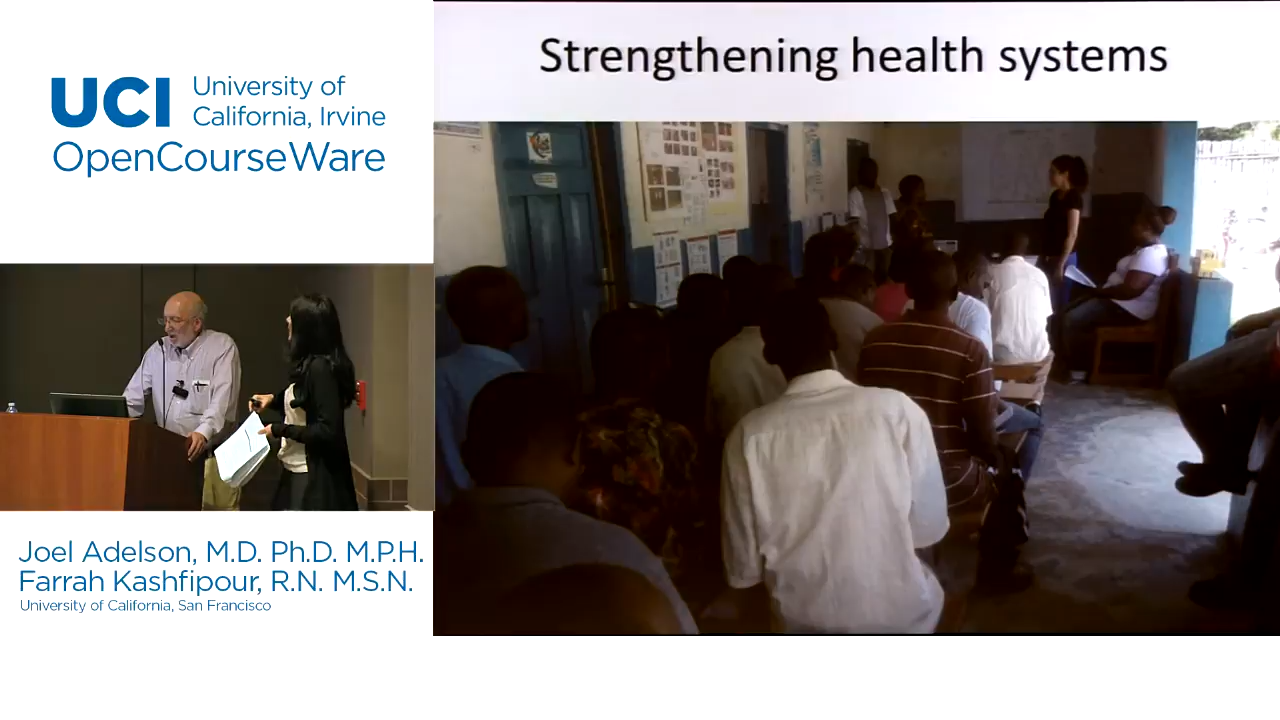 UCI University of
California, Irvine
OpenCourseWare
Strengthening health systems
Joel Adelson, M.D. Ph.D. M.P.H.
Farrah Kashfipour, R.N. M.S.N.
University of California, San Francisco